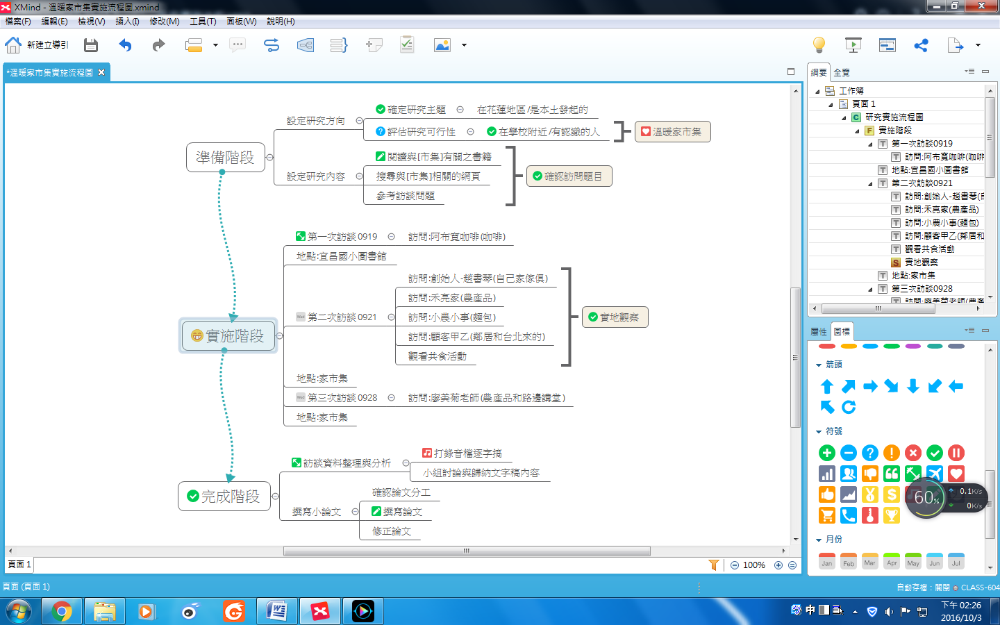 XMind - 溫暖家市集實施流程圖.xmind
檔案(F) 編輯(E) 檢視(V) 插入(I) 修改(M) 工具(T) 面板(W) 說明(H)
新建立導引
*溫暖家市集實施流程圖
準備階段
設定研究方向
確定研究主題
在花蓮地區/是本土發起的
評估研究可行性
在學校附近/有認識的人
溫暖家市集
設定研究內容
閱讀與[市集]有關之書籍
搜尋與[市集]相關的網頁
參考訪談問題
確認訪問題目
實施階段
第一次訪談0919
訪問:阿布寬咖啡(咖啡)
地點:宜昌國小圖書館
Wed 第二次訪談0921
訪問:創始人-趙書琴(自己家傢俱)
訪問:禾亮家(農產品)
訪問:小農小事(麵包)
訪問:顧客甲乙(鄰居和台北來的)
觀看共食活動
實地觀察
地點:家市集
Wed 第三次訪談0928
訪問:廖美菊老師(農產品和路邊講堂)
地點:家市集
完成階段
訪談資料整理與分析
打錄音檔逐字搞
小組討論與歸納文字稿內容
撰寫小論文
確認論文分工
撰寫論文
修正論文
頁面 1
100%
綱要 全覽
工作簿
頁面 1
C 研究實施流程圖
F 實施階段
T 第一次訪談0919
T 訪問:阿布寬咖啡(咖啡
T 地點:宜昌國小圖書館
T 第二次訪談0921
T 訪問:創始人-趙書琴(自
T 訪問:禾亮家(農產品)
T 訪問:小農小事(麵包)
T 訪問:顧客甲乙(鄰居和
T 觀看共食活動
S 實地觀察
T 地點:家市集
T 第三次訪談0928
T 訪問:廖美菊老師(農產
屬性 圖標
箭頭
符號
60%
0.1K/s
0K/s
月份
Jan Feb Mar Apr May Jun Jul
頁面 (頁面 1)
自動存檔：關閉 CLASS-604
中
下午 02:26
2016/10/3